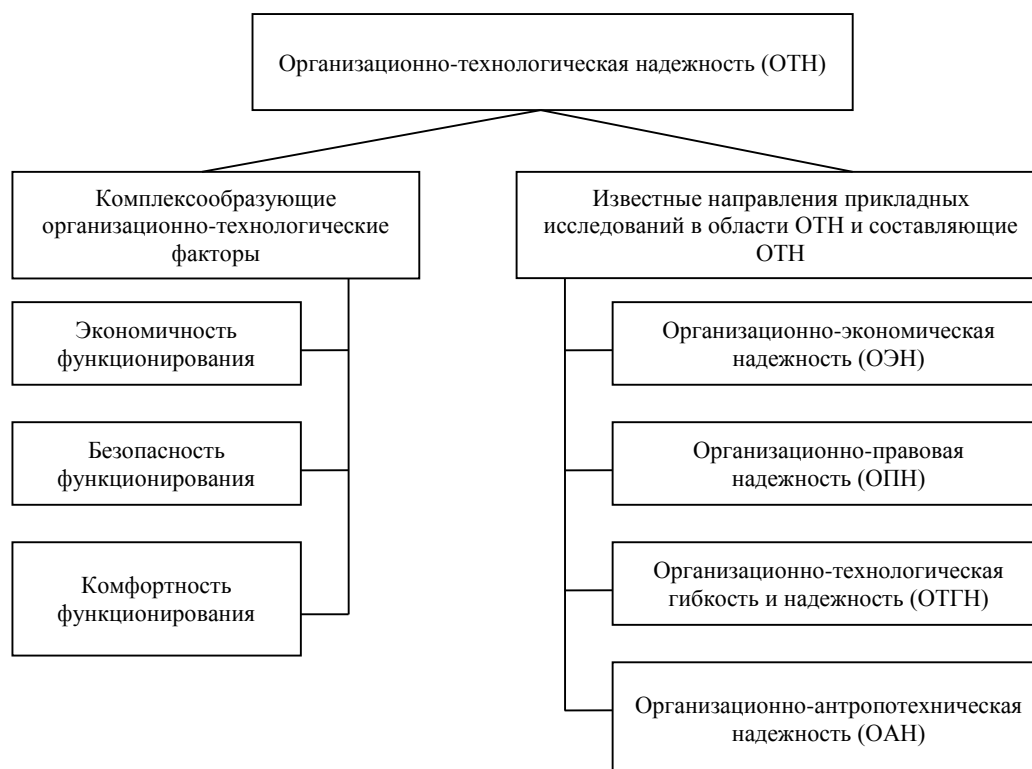 Организационно-технологическая надежность (ОТН)
Комплексообразующие
организационно-технологические
факторы
Экономичность
функционирования
Безопасность
функционирования
Комфортность
функционирования
Известные направления прикладных
исследований в области ОТН и составляющие
ОТН
Организационно-экономическая
надежность (ОЭН)
Организационно-правовая
надежность (ОПН)
Организационно-технологическая
гибкость и надежность (ОТГН)
Организационно-антропотехническая
надежность (ОАН)